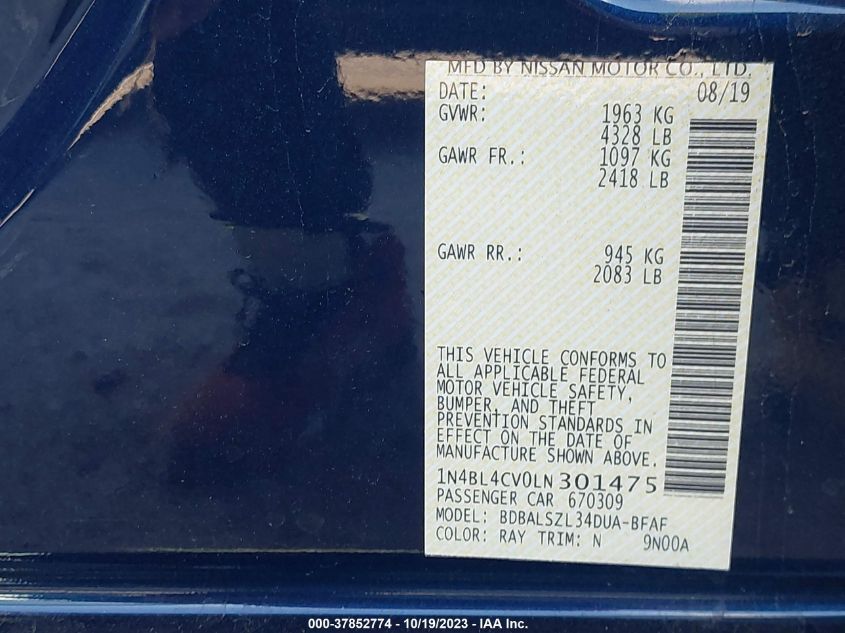 MFD BY NISSAN MOTOR CO., LTD.
DATE: 08/19
GVWR: 1963 KG
4328 LB
GAWR FR.: 1097 KG
2418 LB
GAWR RR.: 945 KG
2083 LB
THIS VEHICLE CONFORMS TO
ALL APPLICABLE FEDERAL
MOTOR VEHICLE SAFETY,
BUMPER, AND THEFT
PREVENTION STANDARDS IN
EFFECT ON THE DATE OF
MANUFACTURE SHOWN ABOVE.
1N4BL4CV0LN301475
PASSENGER CAR 670309
MODEL: BDBALSZL34DUA-BFAF
COLOR: RAY TRIM: N 9N00A
000-37852774 - 10/19/2023 - IAA Inc.